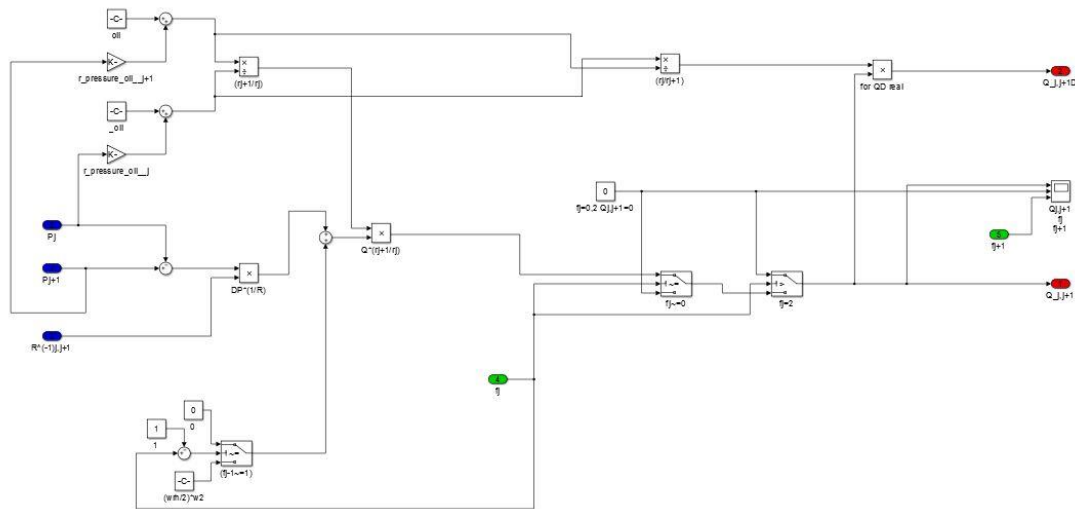 -C-
oil
K-
r_pressure_oil__j+1
×
÷
(rj+1/rj)
×
÷
(rj/rj+1)
×
for QD real
2
Q_j,j+1D
-C-
_oil
K-
r_pressure_oil__j
0
fj=0,2 Qj,j+1=0
Qj,j+1
fj
fj+1
Pj
5
fj+1
×
Q^(rj+1/rj)
Pj+1
×
DP^(1/R)
~=
fj~=0
>
fj=2
Q_j,j+1
R^(-1)j,j+1
4
fj
0
0
1
1
~=
(fj-1~=1)
-C-
(wm/2)*w2